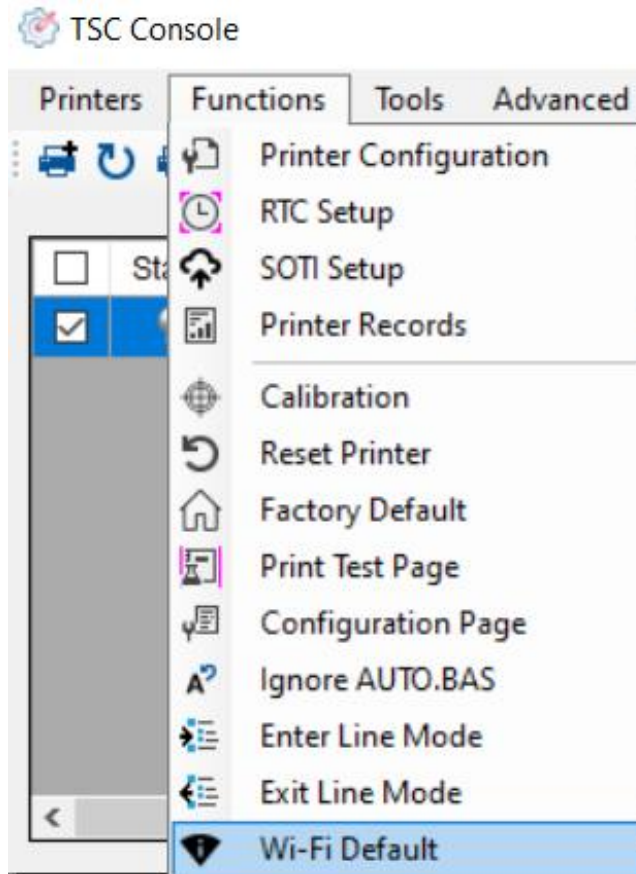 TSC Console
Printers Functions Tools Advanced
Printer Configuration
RTC Setup
SOTI Setup
Printer Records
Calibration
Reset Printer
Factory Default
Print Test Page
Configuration Page
Ignore AUTO.BAS
Enter Line Mode
Exit Line Mode
Wi-Fi Default